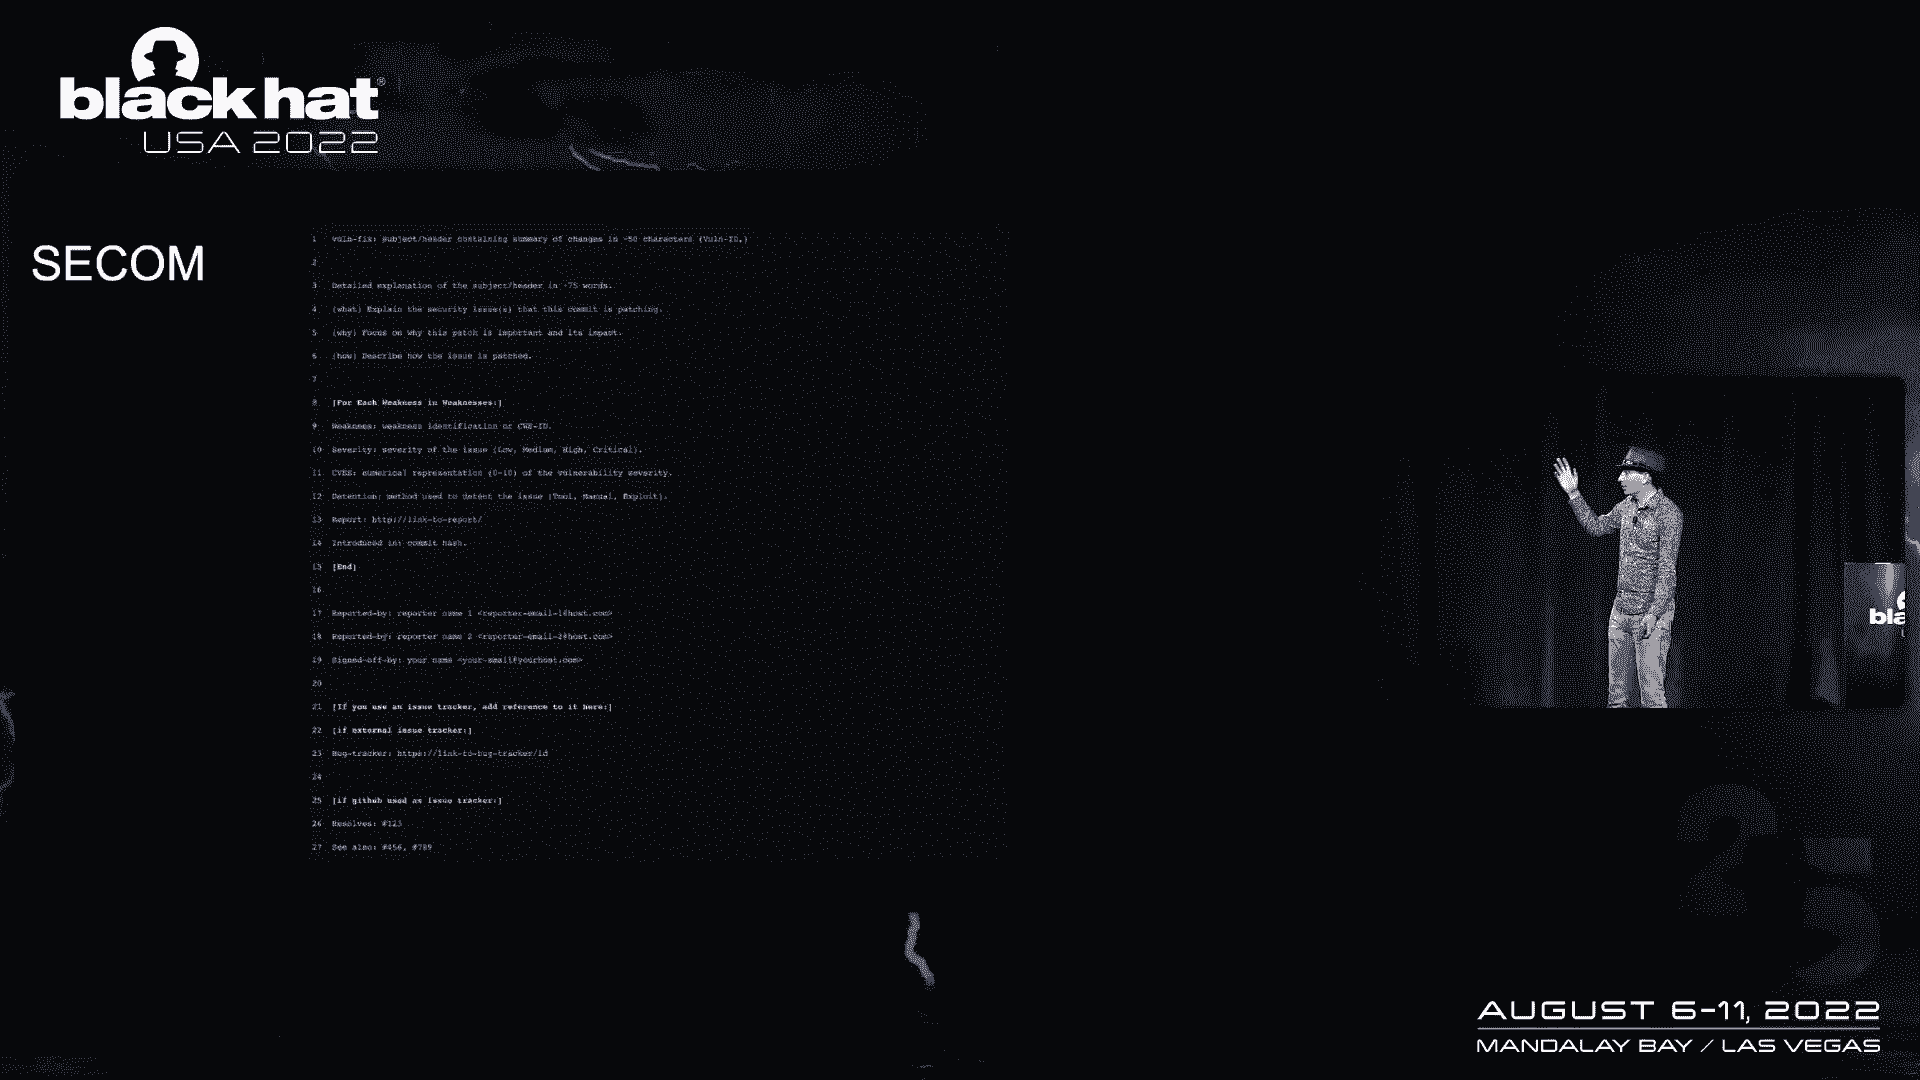 black hat®
USA 2022
SECOM
1 vuln-fix: subject/header containing summary of changes in ~50 characters (Vuln-ID,)
2
3 Detailed explanation of the subject/header in ~75 words.
4 (what) Explain the security issue(s) that this commit is patching.
5 (why) Focus on why this patch is important and its impact.
6 (how) Describe how the issue is patched.
7
8 [For Each Weakness in Weaknesses:]
9 Weakness: weakness identification or CWE-ID.
10 Severity: severity of the issue (Low, Medium, High, Critical).
11 CVSS: numerical representation (0-10) of the vulnerability severity.
12 Detection: method used to detect the issue (Tool, Manual, Exploit).
13 Report: http://link-to-report/
14 Introduced in: commit hash.
15 [End]
16
17 Reported-by: reporter name 1 <reporter-email-1@host.com>
18 Reported-by: reporter name 2 <reporter-email-2@host.com>
19 Signed-off-by: your name <your-email@yourhost.com>
20
21 [If you use an issue tracker, add reference to it here:]
22 [if external issue tracker:]
23 Bug-tracker: https://link-to-bug-tracker/id
24
25 [if github used as issue tracker:]
26 Resolves: #123
27 See also: #456, #789
bla
AUGUST 6-11, 2022
MANDALAY BAY / LAS VEGAS